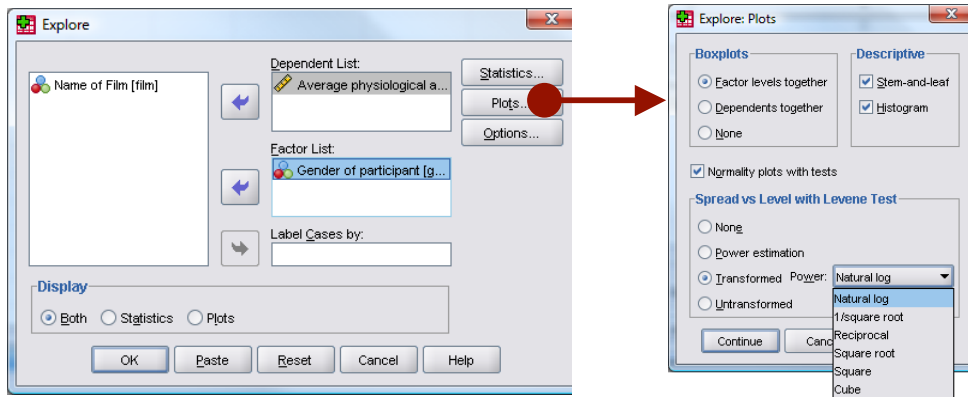 Explore
Name of Film [film]
Dependent List:
Average physiological a...
Factor List:
Gender of participant [g...
Label Cases by:
Statistics...
Plots...
Options...
Display
Both Statistics Plots
OK Paste Reset Cancel Help
Explore: Plots
Boxplots
Factor levels together
Dependents together
None
Descriptive
Stem-and-leaf
Histogram
Normality plots with tests
Spread vs Level with Levene Test
None
Power estimation
Transformed Power: Natural log
Untransformed
Natural log
1/square root
Reciprocal
Square root
Square
Cube
Continue Canc